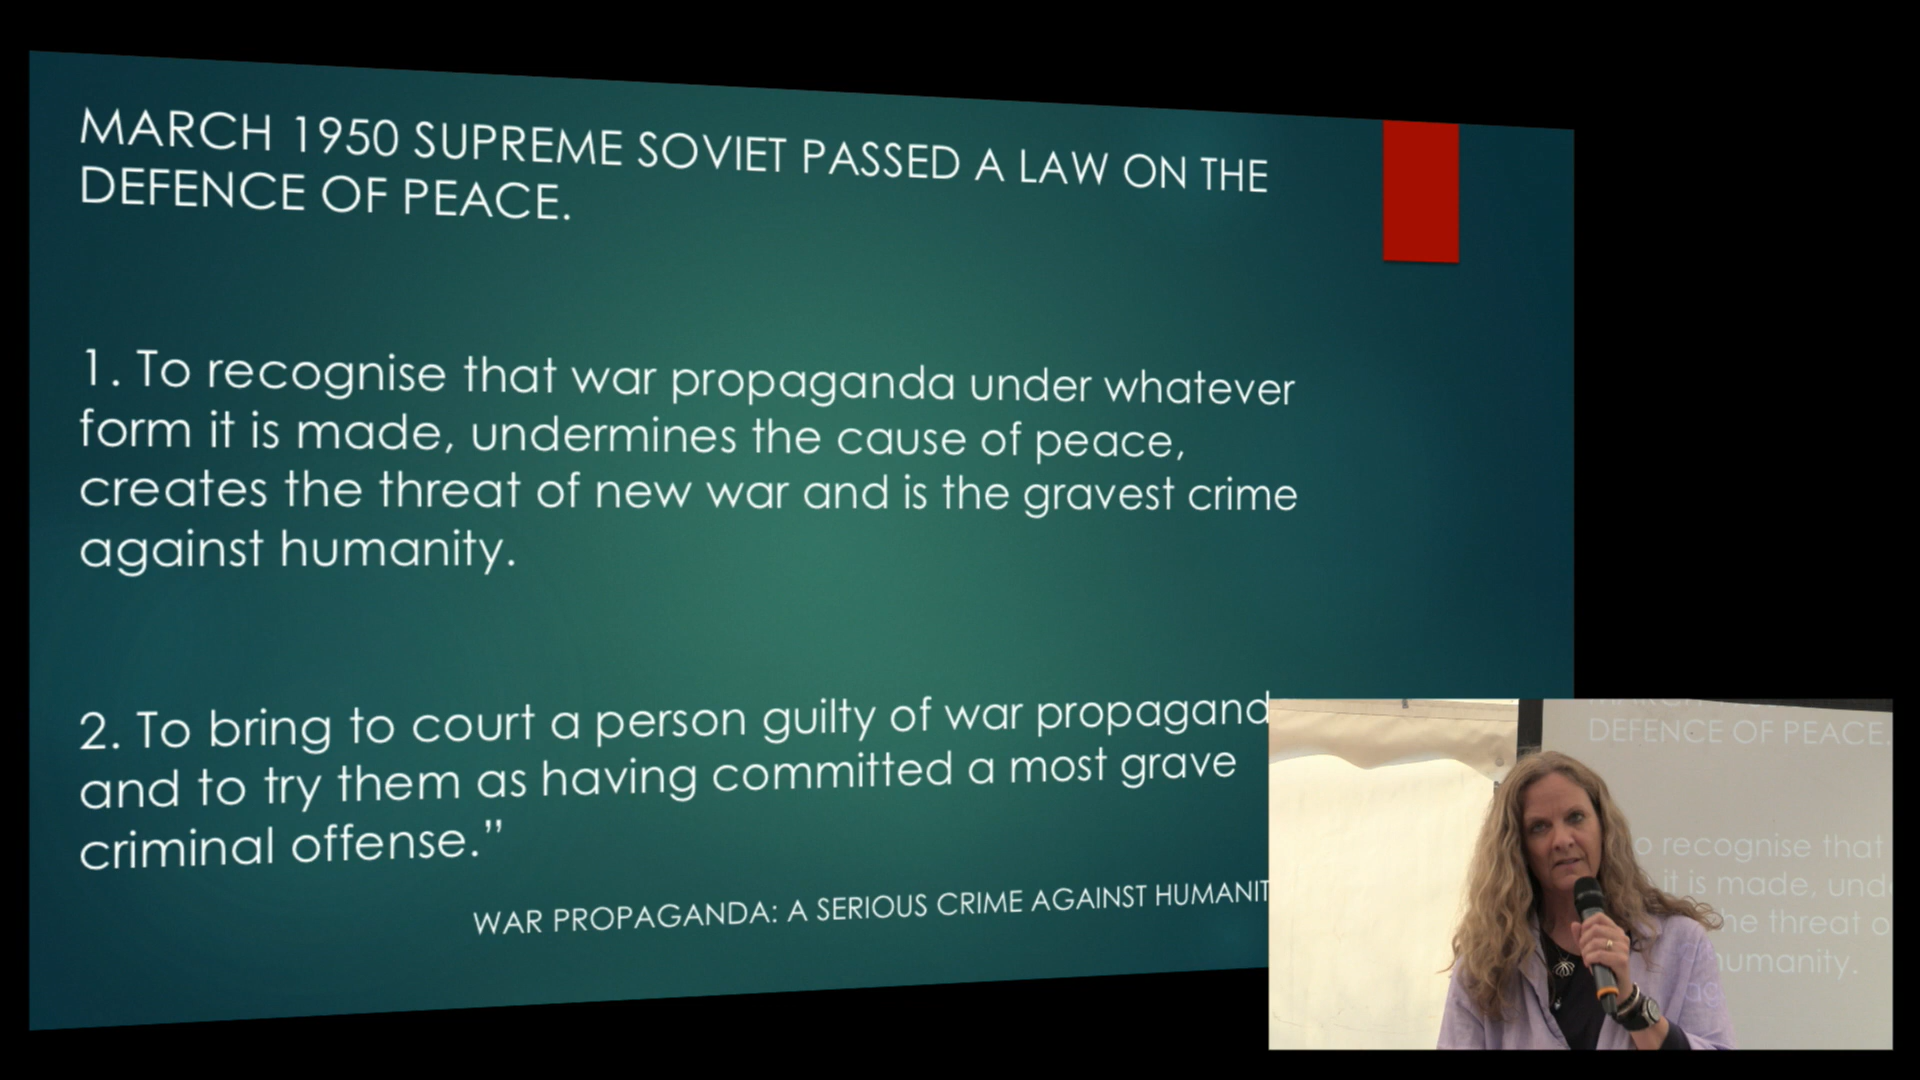 MARCH 1950 SUPREME SOVIET PASSED A LAW ON THE
DEFENCE OF PEACE.
1. To recognise that war propaganda under whatever
form it is made, undermines the cause of peace,
creates the threat of new war and is the gravest crime
against humanity.
2. To bring to court a person guilty of war propagand
and to try them as having committed a most grave
criminal offense.”
WAR PROPAGANDA: A SERIOUS CRIME AGAINST HUMANIT
DEFENCE OF PEACE.
o recognise that
it is made, und
he threat o
umanity.